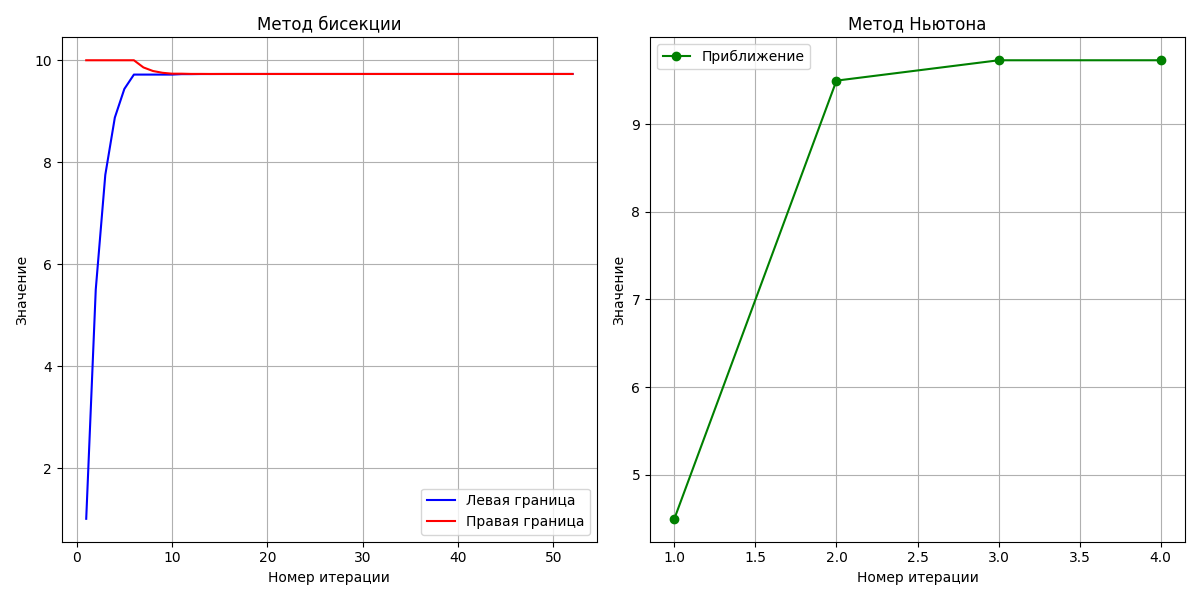 Метод бисекции
Значение
10
8
6
4
2
0
10
20
30
40
50
Номер итерации
Левая граница
Правая граница
Метод Ньютона
Значение
9
8
7
6
5
1.0
1.5
2.0
2.5
3.0
3.5
4.0
Номер итерации
Приближение